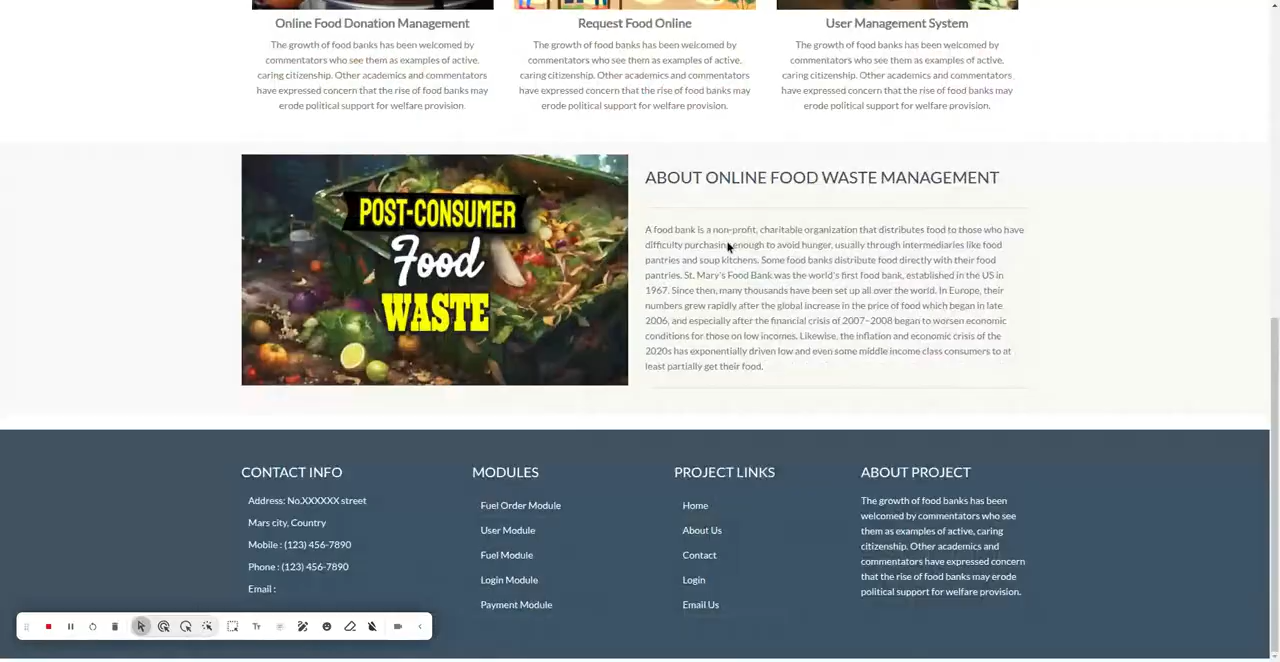 Online Food Donation Management
The growth of food banks has been welcomed by
commentators who see them as examples of active,
caring citizenship. Other academics and commentators
have expressed concern that the rise of food banks may
erode political support for welfare provision.
Request Food Online
The growth of food banks has been welcomed by
commentators who see them as examples of active,
caring citizenship. Other academics and commentators
have expressed concern that the rise of food banks may
erode political support for welfare provision.
User Management System
The growth of food banks has been welcomed by
commentators who see them as examples of active,
caring citizenship. Other academics and commentators
have expressed concern that the rise of food banks may
erode political support for welfare provision.
POST-CONSUMER
Food
WASTE
ABOUT ONLINE FOOD WASTE MANAGEMENT
A food bank is a non-profit, charitable organization that distributes food to those who have
difficulty purchasing enough to avoid hunger, usually through intermediaries like food
pantries and soup kitchens. Some food banks distribute food directly with their food
pantries. St. Mary's Food Bank was the world's first food bank, established in the US in
1967. Since then, many thousands have been set up all over the world. In Europe, their
numbers grew rapidly after the global increase in the price of food which began in late
2006, and especially after the financial crisis of 2007–2008 began to worsen economic
conditions for those on low incomes. Likewise, the inflation and economic crisis of the
2020s has exponentially driven low and even some middle income class consumers to at
least partially get their food.
CONTACT INFO
Address: No.XXXXXX street
Mars city, Country
Mobile : (123) 456-7890
Phone : (123) 456-7890
Email :
MODULES
Fuel Order Module
User Module
Fuel Module
Login Module
Payment Module
PROJECT LINKS
Home
About Us
Contact
Login
Email Us
ABOUT PROJECT
The growth of food banks has been
welcomed by commentators who see
them as examples of active, caring
citizenship. Other academics and
commentators have expressed concern
that the rise of food banks may erode
political support for welfare provision.
Tr